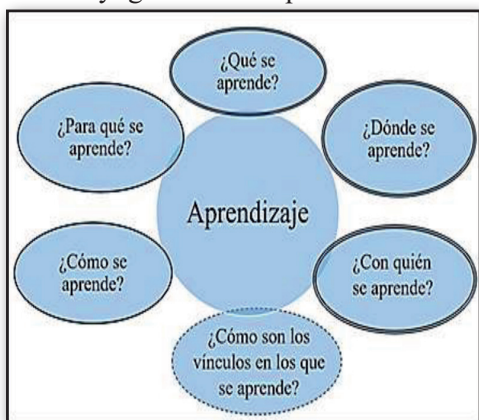 ¿Qué se
aprende?
¿Para qué se
aprende?
¿Dónde se
aprende?
Aprendizaje
¿Cómo se
aprende?
¿Con quién
se aprende?
¿Cómo son los
vínculos en los que
se aprende?